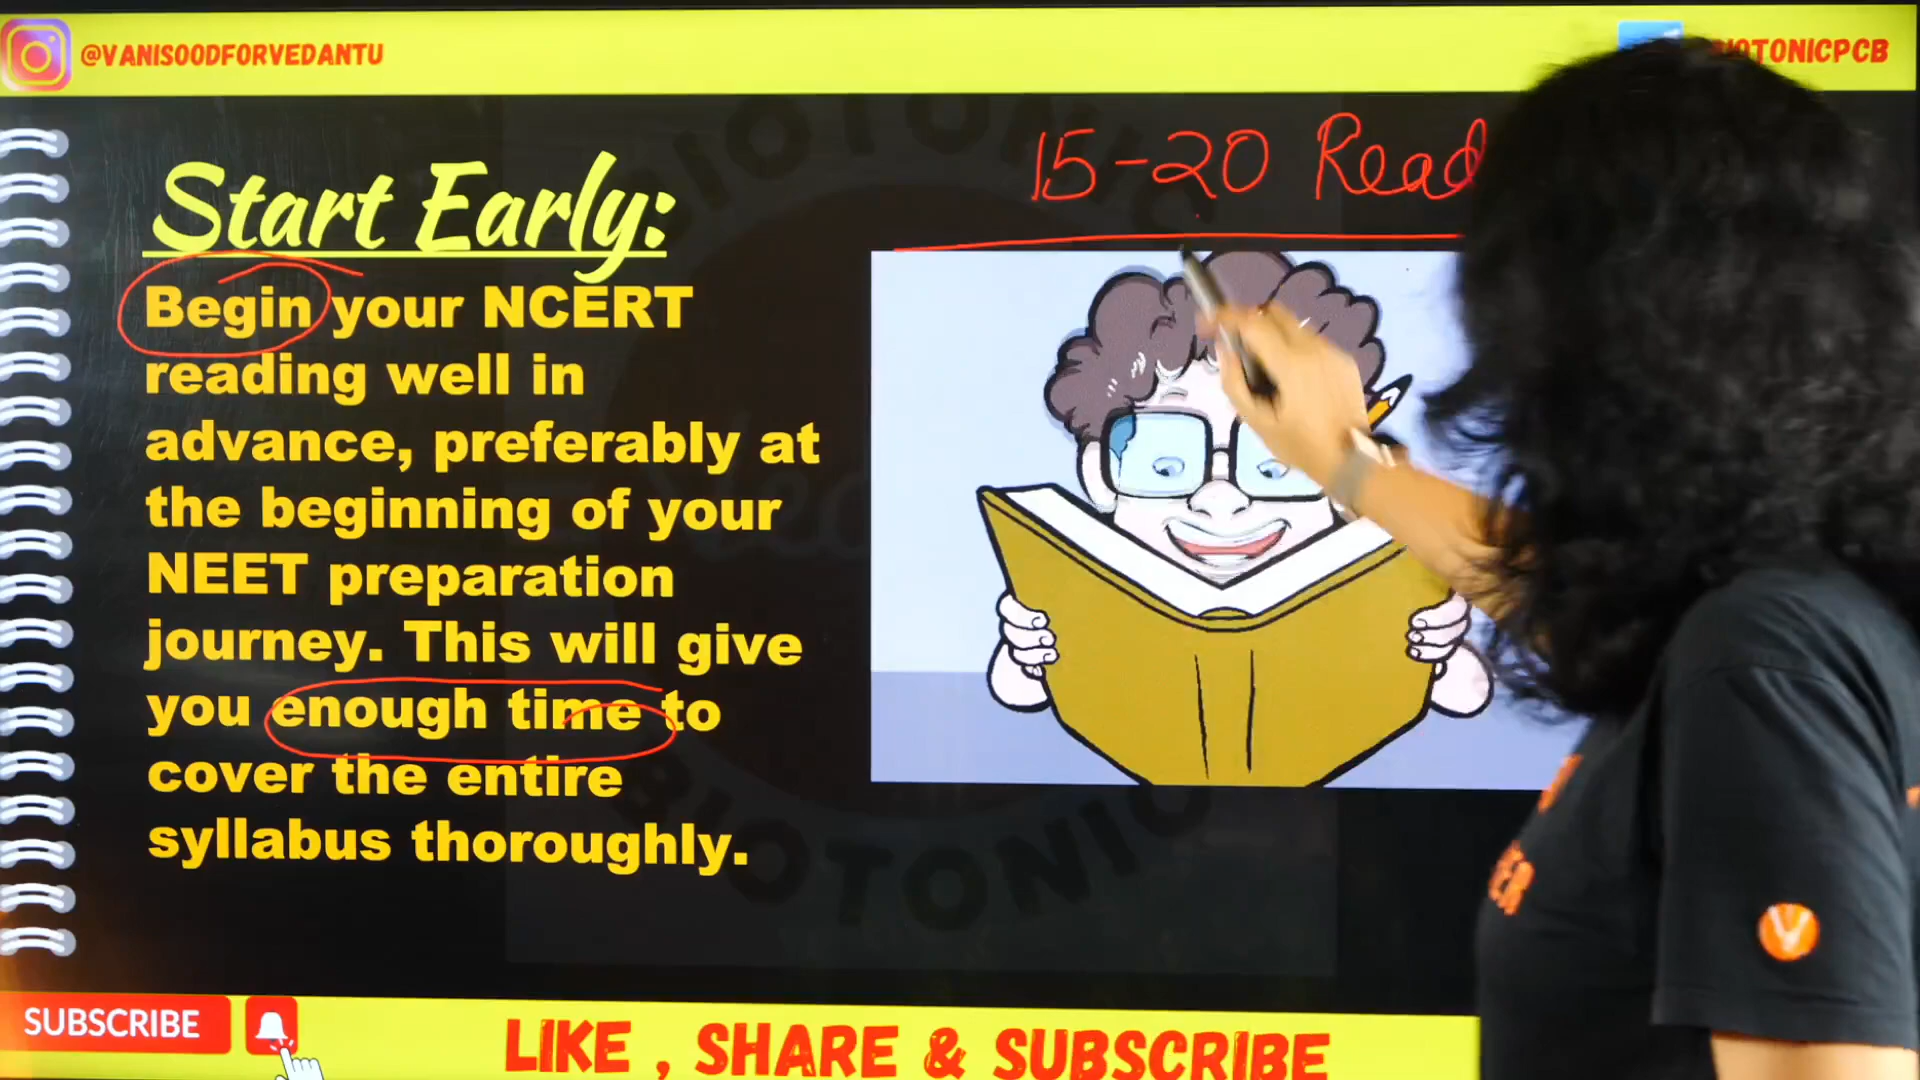 @VANISOODFORVEDANTU
15-20 Read
Start Early:
Begin your NCERT
reading well in
advance, preferably at
the beginning of your
NEET preparation
journey. This will give
you enough time to
cover the entire
syllabus thoroughly.
BIOTONIC
BIOTONIC
SUBSCRIBE
LIKE , SHARE & SUBSCRIBE